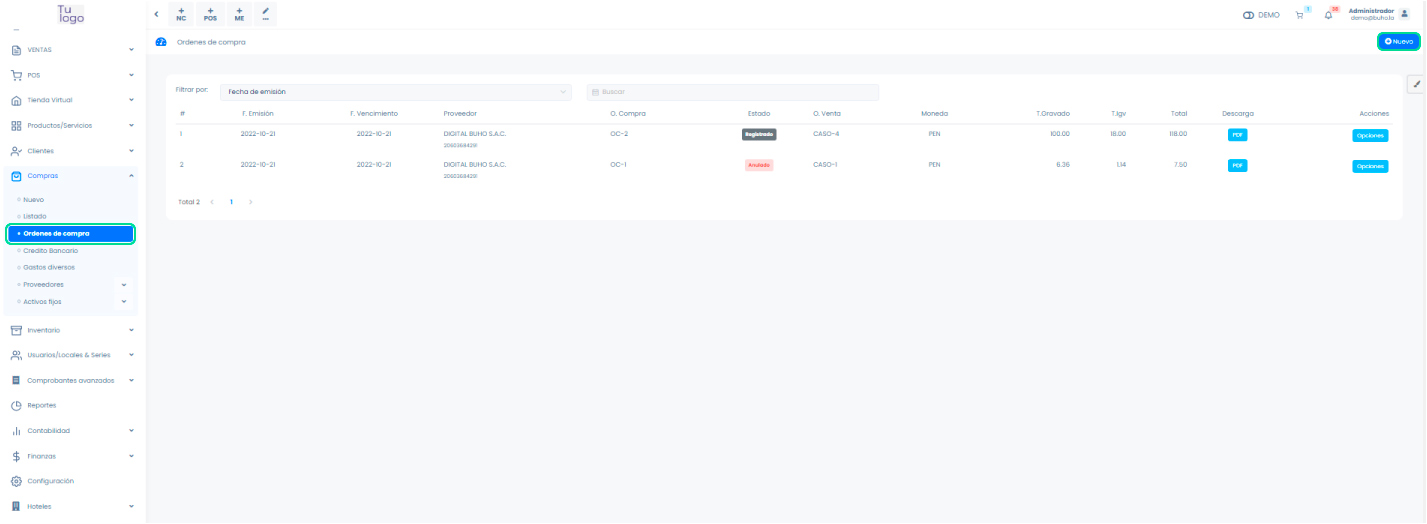 Tu
logo
VENTAS
POS
Tienda Virtual
Productos/Servicios
Clientes
Compras
Nuevo
Listado
Ordenes de compra
Credito Bancario
Gastos diversos
Proveedores
Activos fijos
Inventario
Usuarios/Locales & Series
Comprobantes avanzados
Reportes
Contabilidad
Finanzas
Configuración
Hoteles
+ NC + POS + ME ...
DEMO 1 Administrador
demo@buho.la
Ordenes de compra Nuevo
Filtrar por: Fecha de emisión Buscar
# F. Emisión F. Vencimiento Proveedor O. Compra Estado O. Venta Moneda T.Gravado T.Igv Total Descarga Acciones
1 2022-10-21 2022-10-21 DIGITAL BUHO S.A.C. OC-2 Registrado CASO-4 PEN 100.00 18.00 118.00 PDF Opciones
2 2022-10-21 2022-10-21 DIGITAL BUHO S.A.C. OC-1 Anulado CASO-1 PEN 6.36 1.14 7.50 PDF Opciones
Total 2 < 1 >